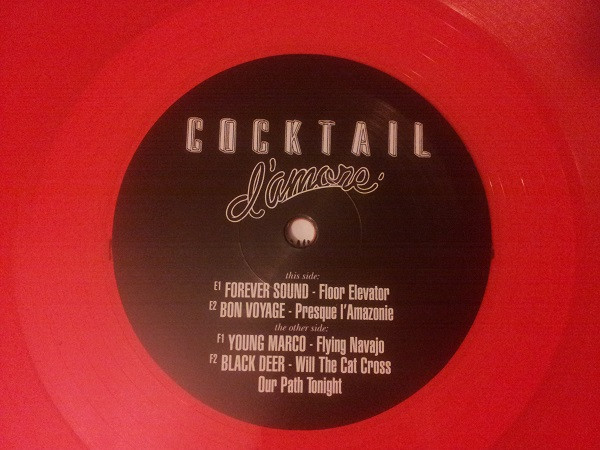 COCKTAIL
d'amore
this side:
E1 FOREVER SOUND - Floor Elevator
E2 BON VOYAGE - Presque l'Amazonie
the other side:
F1 YOUNG MARCO - Flying Navajo
F2 BLACK DEER - Will The Cat Cross
Our Path Tonight